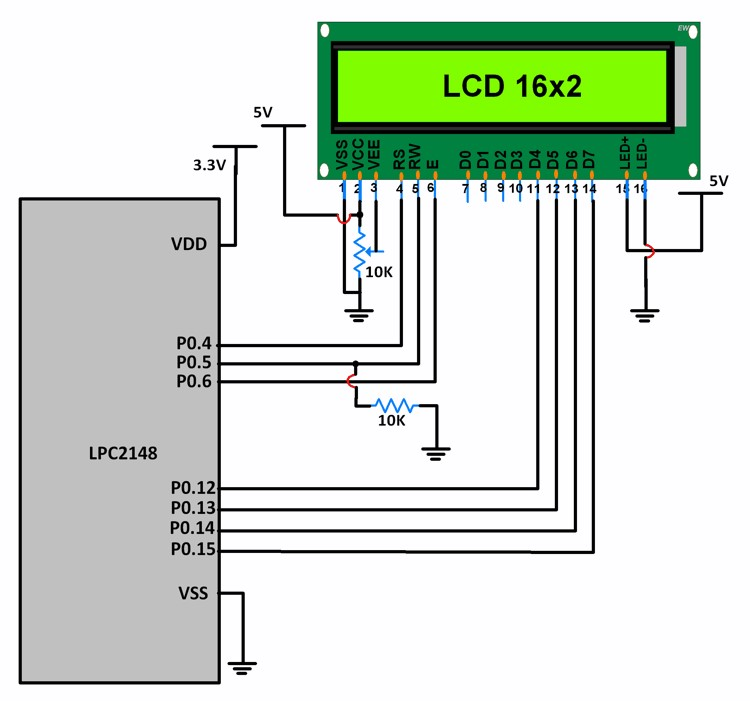 EW
LCD 16x2
5V
VSS VCC VEE RS RW E D0 D1 D2 D3 D4 D5 D6 D7 LED+ LED-
1 2 3 4 5 6 7 8 9 10 11 12 13 14 15 16
5V
3.3V
VDD
10K
P0.4
P0.5
P0.6
10K
LPC2148
P0.12
P0.13
P0.14
P0.15
VSS